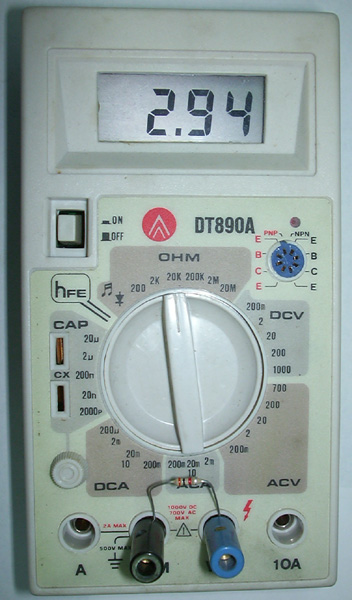 2.94
ON
OFF
DT890A
PNP NPN
E E
B B
C C
E E
OHM
200 2K 20K 200K 2M 20M
hFE
CAP
20µ
2µ
CX 200n
20n
2000p
200m
2
20
200
1000
DCV
700
200
20
2
200m
ACV
200µ
2m
20m
10
200m
DCA
200m 20m 2m
10
1000V DC
700V AC
MAX
2A MAX
500V MAX
A
10A